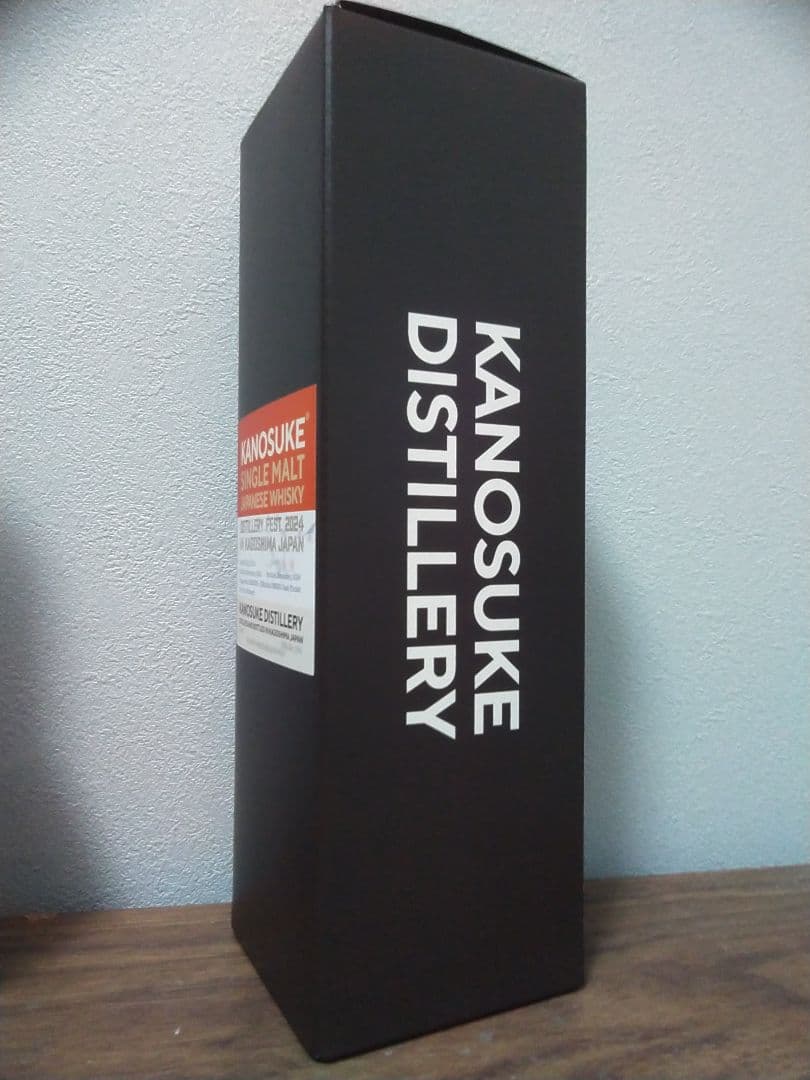 KANOSUKE®
SINGLE MALT
JAPANESE WHISKY
DISTILLERY FEST 2024
IN KAGOSHIMA JAPAN
KANOSUKE DISTILLERY
KANOSUKE
DISTILLERY